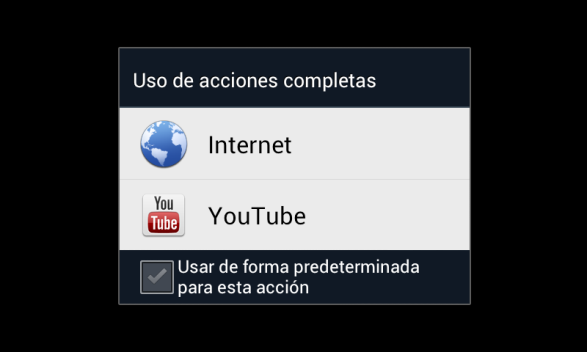 Uso de acciones completas
Internet
You
Tube
YouTube
Usar de forma predeterminada
para esta acción